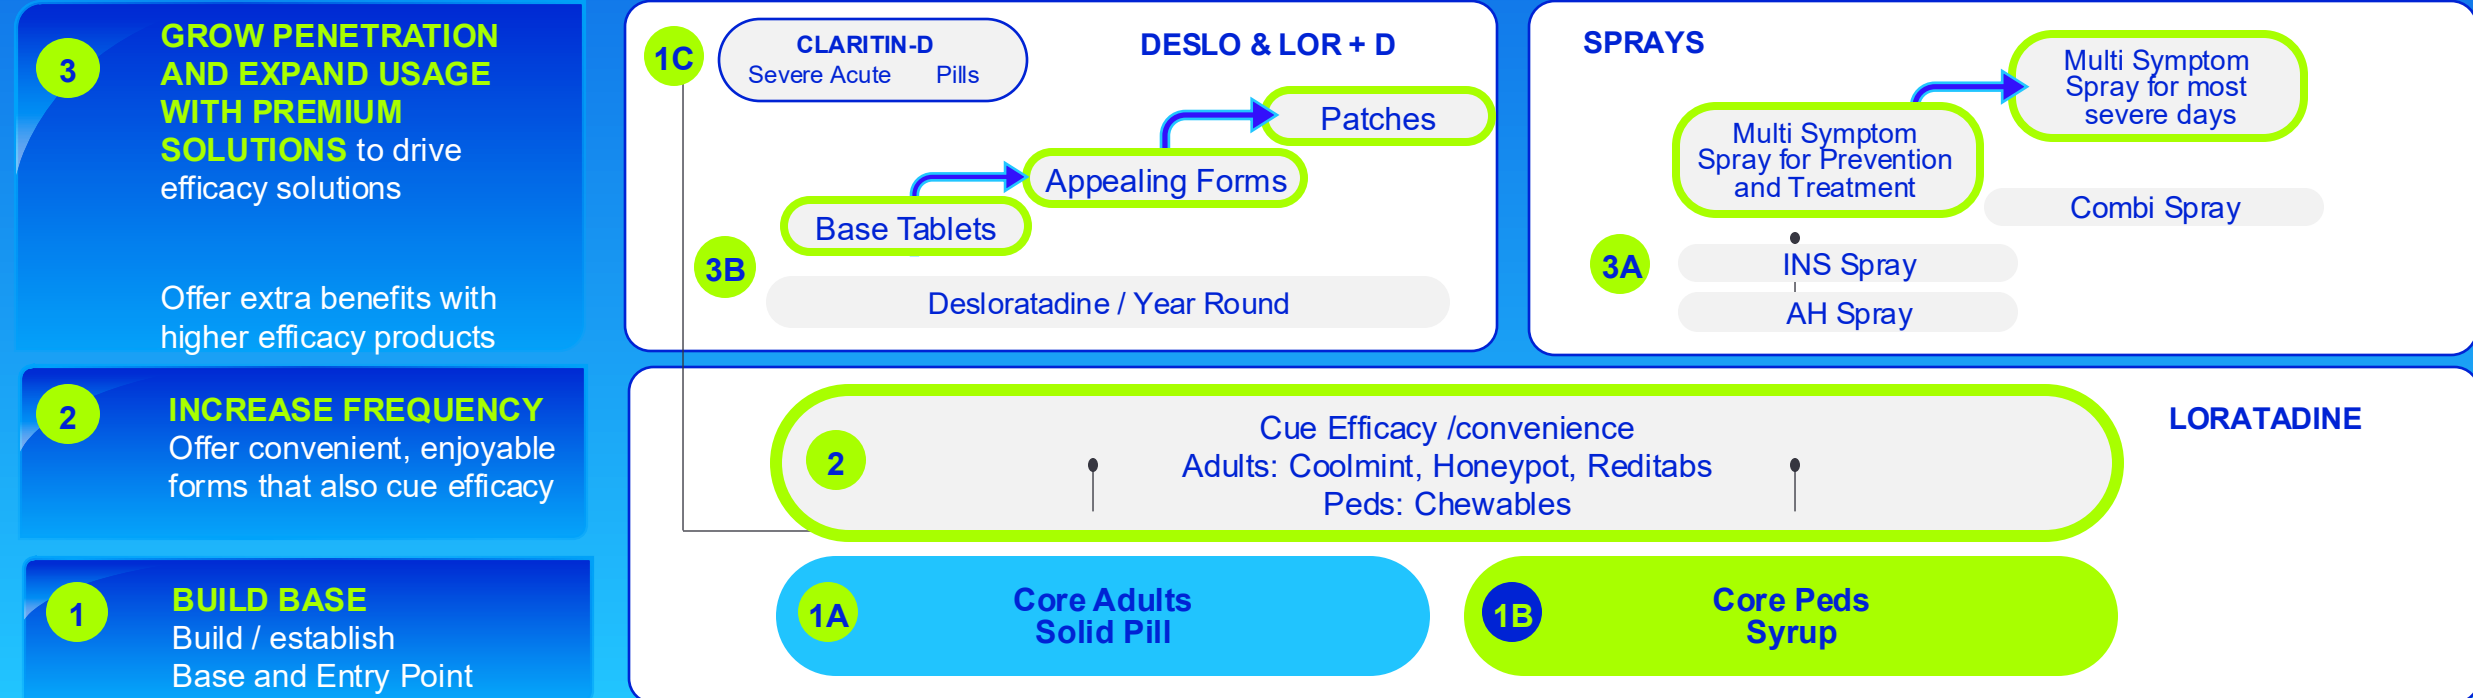 3
GROW PENETRATION
AND EXPAND USAGE
WITH PREMIUM
SOLUTIONS to drive
efficacy solutions
Offer extra benefits with
higher efficacy products
1C
CLARITIN-D
Severe Acute Pills
DESLO & LOR + D
Patches
Appealing Forms
Base Tablets
3B
Desloratadine / Year Round
SPRAYS
Multi Symptom
Spray for most
severe days
Multi Symptom
Spray for Prevention
and Treatment
Combi Spray
3A
INS Spray
AH Spray
2
INCREASE FREQUENCY
Offer convenient, enjoyable
forms that also cue efficacy
2
Cue Efficacy /convenience
Adults: Coolmint, Honeypot, Reditabs
Peds: Chewables
LORATADINE
1
BUILD BASE
Build / establish
Base and Entry Point
1A
Core Adults
Solid Pill
1B
Core Peds
Syrup